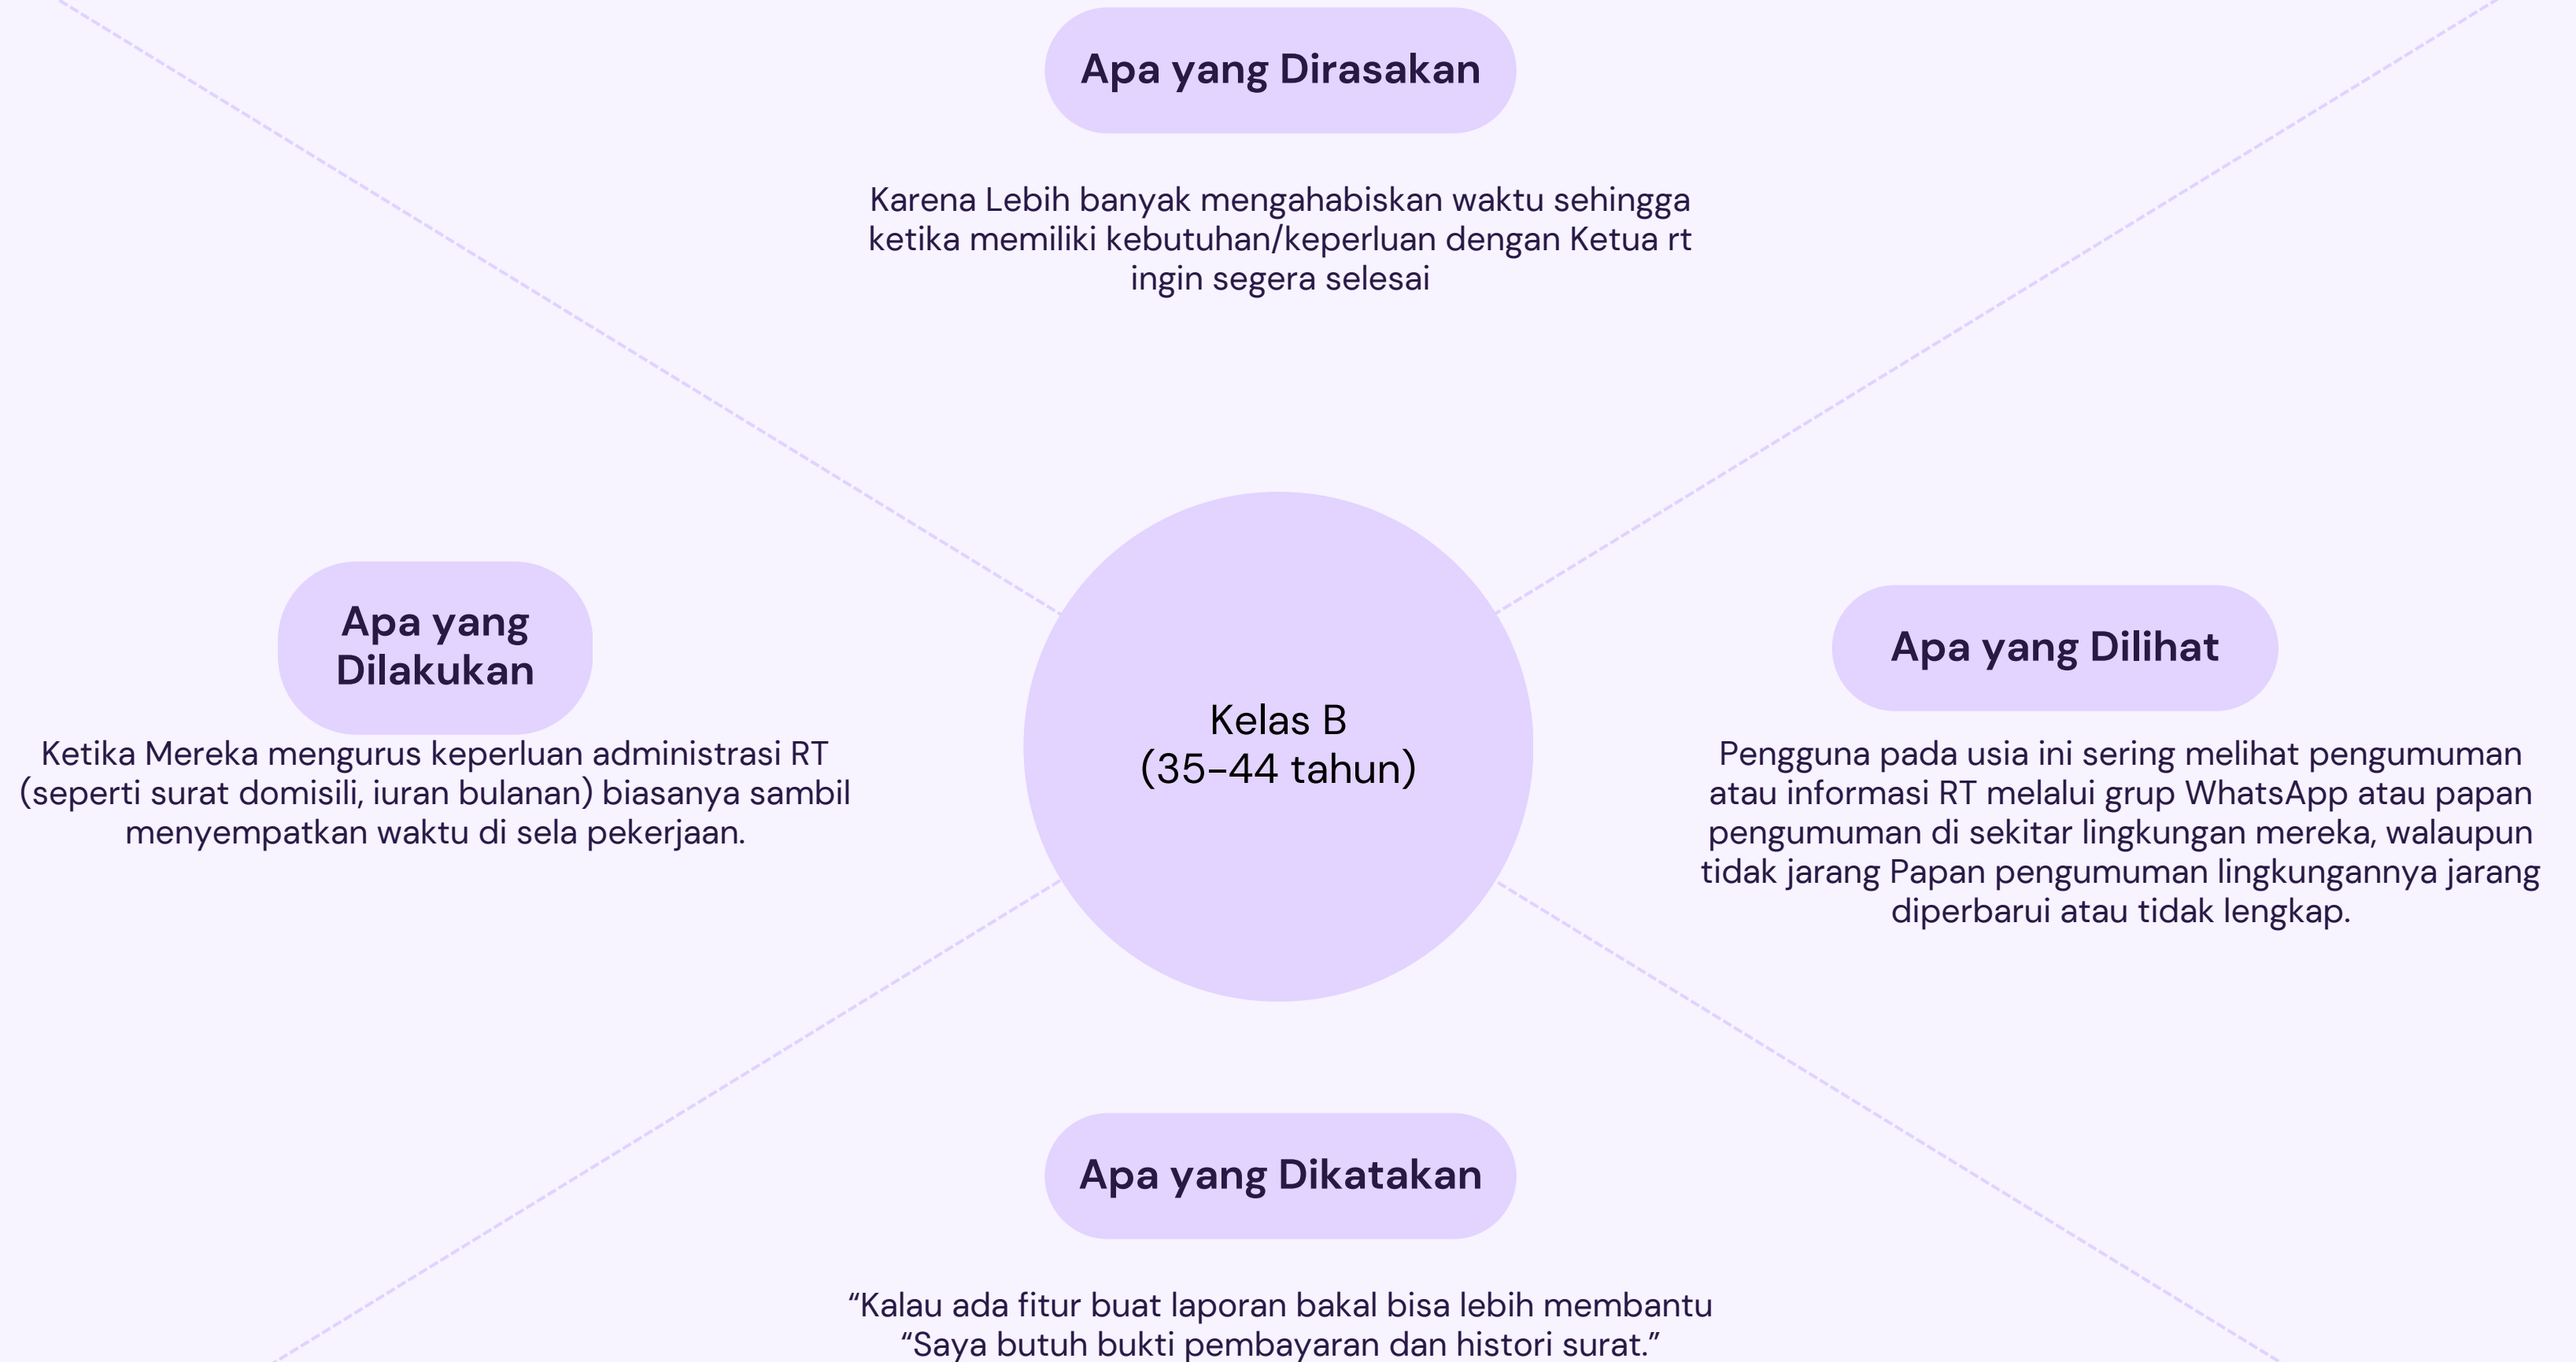 Apa yang Dirasakan
Karena Lebih banyak mengahabiskan waktu sehingga
ketika memiliki kebutuhan/keperluan dengan Ketua rt
ingin segera selesai
Apa yang
Dilakukan
Ketika Mereka mengurus keperluan administrasi RT
(seperti surat domisili, iuran bulanan) biasanya sambil
menyempatkan waktu di sela pekerjaan.
Kelas B
(35–44 tahun)
Apa yang Dilihat
Pengguna pada usia ini sering melihat pengumuman
atau informasi RT melalui grup WhatsApp atau papan
pengumuman di sekitar lingkungan mereka, walaupun
tidak jarang Papan pengumuman lingkungannya jarang
diperbarui atau tidak lengkap.
Apa yang Dikatakan
“Kalau ada fitur buat laporan bakal bisa lebih membantu
“Saya butuh bukti pembayaran dan histori surat.”